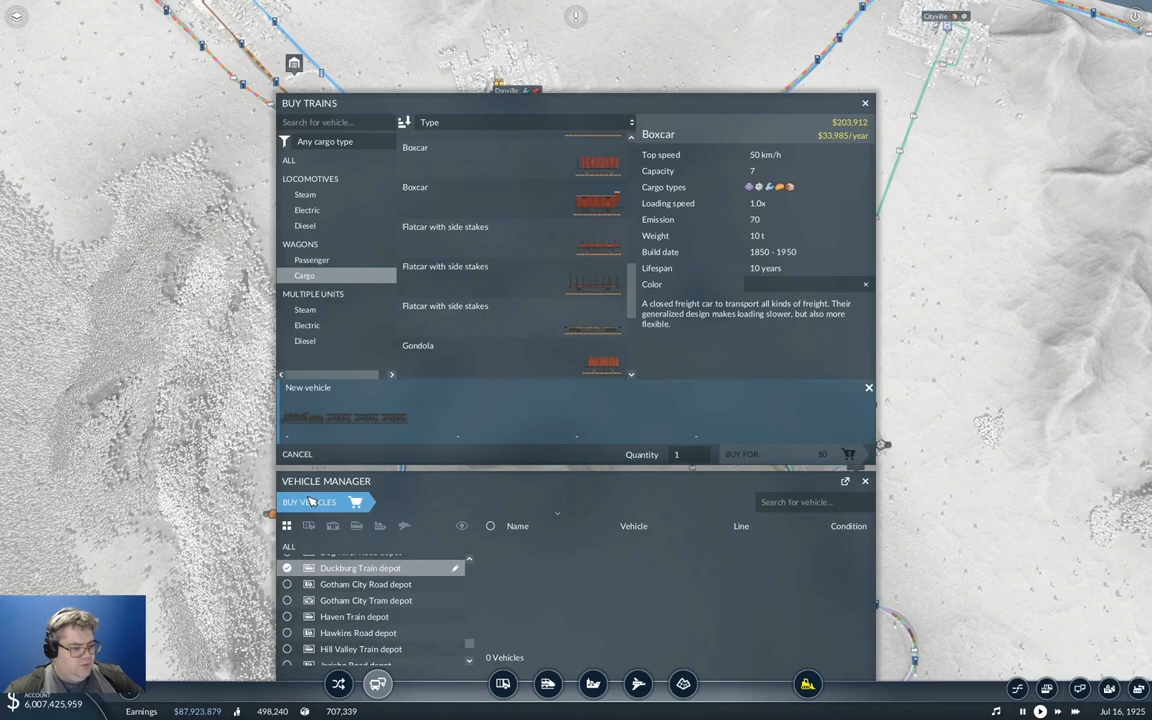 Cityville
Danville
BUY TRAINS
Search for vehicle...
Type
Any cargo type
ALL
LOCOMOTIVES
Steam
Electric
Diesel
WAGONS
Passenger
Cargo
MULTIPLE UNITS
Steam
Electric
Diesel
Boxcar
Boxcar
Flatcar with side stakes
Flatcar with side stakes
Flatcar with side stakes
Gondola
Boxcar
$203,912
$33,985/year
Top speed 50 km/h
Capacity 7
Cargo types
Loading speed 1.0x
Emission 70
Weight 10 t
Build date 1850 - 1950
Lifespan 10 years
Color
A closed freight car to transport all kinds of freight. Their
generalized design makes loading slower, but also more
flexible.
New vehicle
- - - -
CANCEL
Quantity 1
BUY FOR $0
VEHICLE MANAGER
BUY VEHICLES
Search for vehicle...
Name Vehicle Line Condition
ALL
Duckburg Train depot
Gotham City Road depot
Gotham City Tram depot
Haven Train depot
Hawkins Road depot
Hill Valley Train depot
0 Vehicles
ACCOUNT
$ 6,007,425,959
Earnings $87,923,879 498,240 707,339
Jul 16, 1925